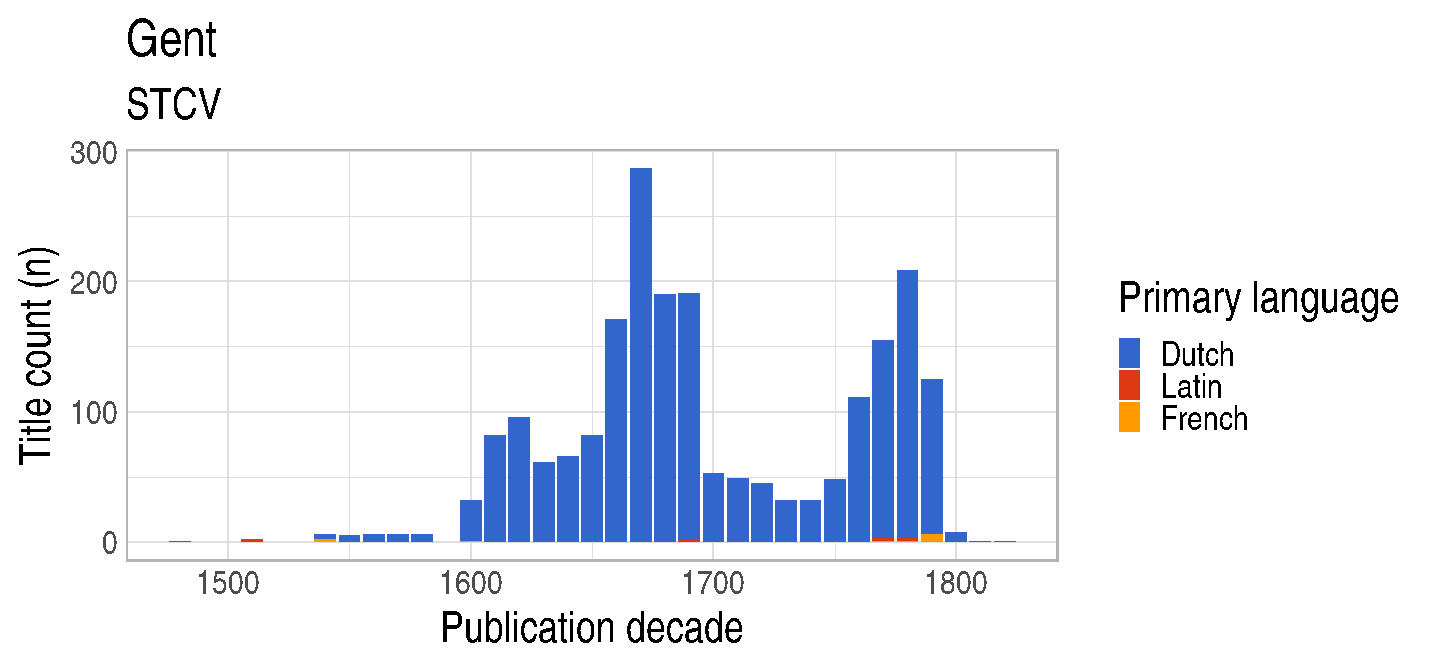 Gent
STCV
300
200
100
0
Title count (n)
1500 1600 1700 1800
Publication decade
Primary language
Dutch
Latin
French